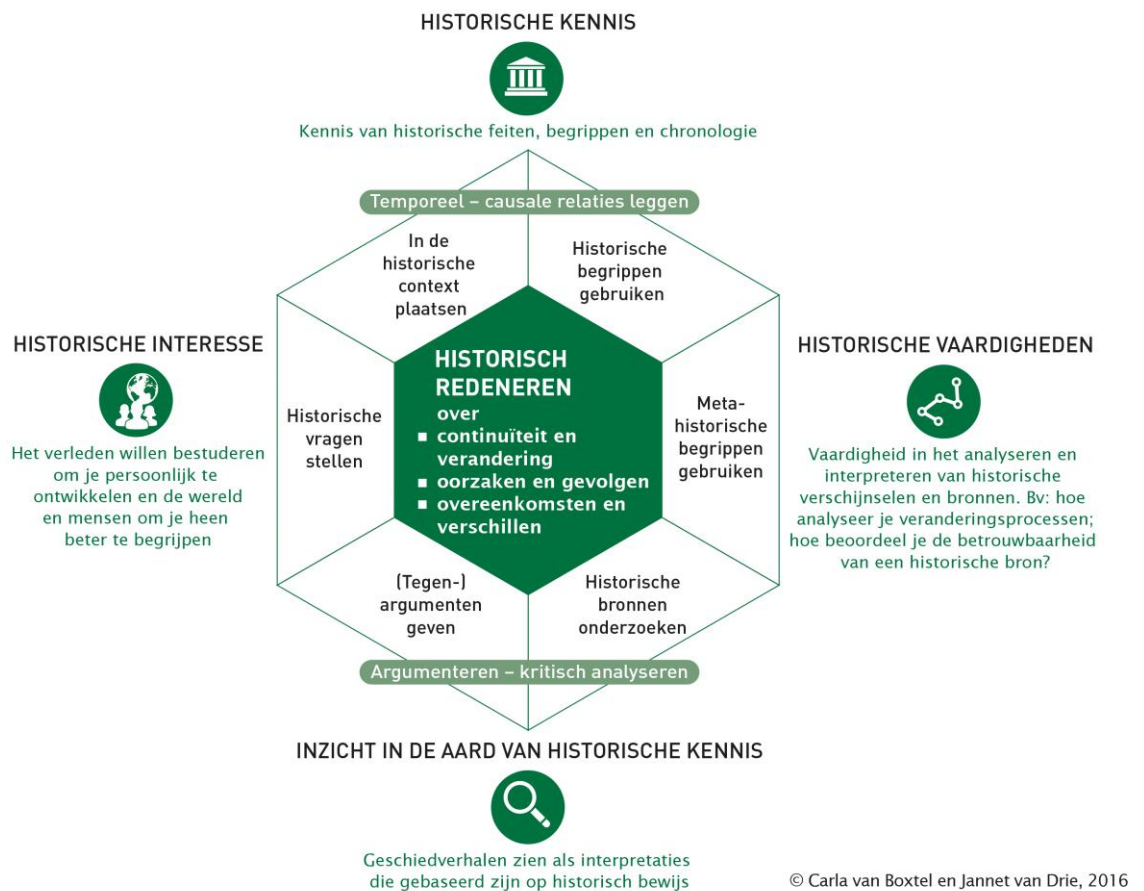 HISTORISCHE KENNIS
Kennis van historische feiten, begrippen en chronologie
Temporeel – causale relaties leggen
In de
historische
context
plaatsen
Historische
begrippen
gebruiken
HISTORISCHE INTERESSE
Het verleden willen bestuderen
om je persoonlijk te
ontwikkelen en de wereld
en mensen om je heen
beter te begrijpen
Historische
vragen
stellen
HISTORISCH
REDENEREN
over
▪ continuïteit en
verandering
▪ oorzaken en gevolgen
▪ overeenkomsten en
verschillen
Meta-
historische
begrippen
gebruiken
HISTORISCHE VAARDIGHEDEN
Vaardigheid in het analyseren en
interpreteren van historische
verschijnselen en bronnen. Bv: hoe
analyseer je veranderingsprocessen;
hoe beoordeel je de betrouwbaarheid
van een historische bron?
(Tegen-)
argumenten
geven
Historische
bronnen
onderzoeken
Argumenteren – kritisch analyseren
INZICHT IN DE AARD VAN HISTORISCHE KENNIS
Geschiedverhalen zien als interpretaties
die gebaseerd zijn op historisch bewijs
© Carla van Boxtel en Jannet van Drie, 2016